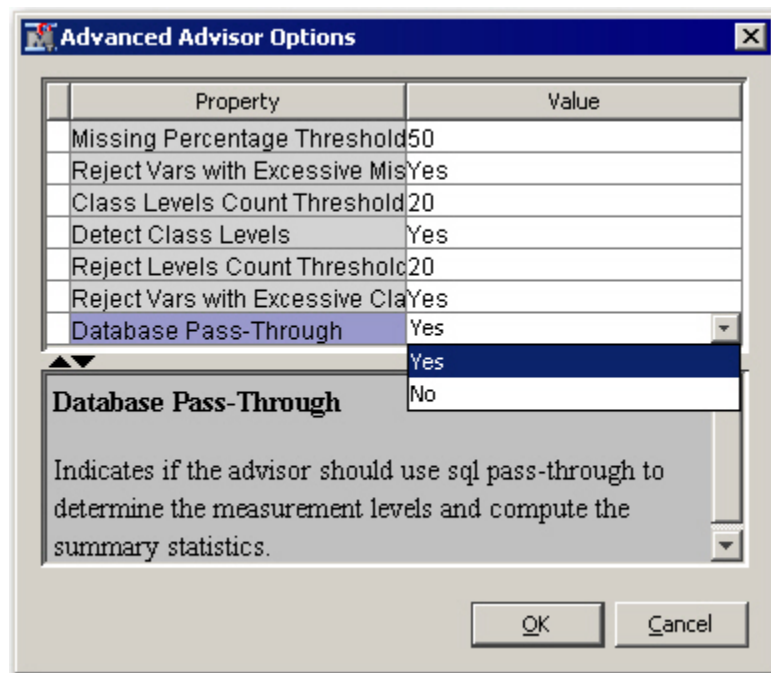 Advanced Advisor Options
Property Value
Missing Percentage Threshold 50
Reject Vars with Excessive Mis Yes
Class Levels Count Threshold 20
Detect Class Levels Yes
Reject Levels Count Threshold 20
Reject Vars with Excessive Cla Yes
Database Pass-Through Yes
Yes
No
Database Pass-Through
Indicates if the advisor should use sql pass-through to
determine the measurement levels and compute the
summary statistics.
OK Cancel